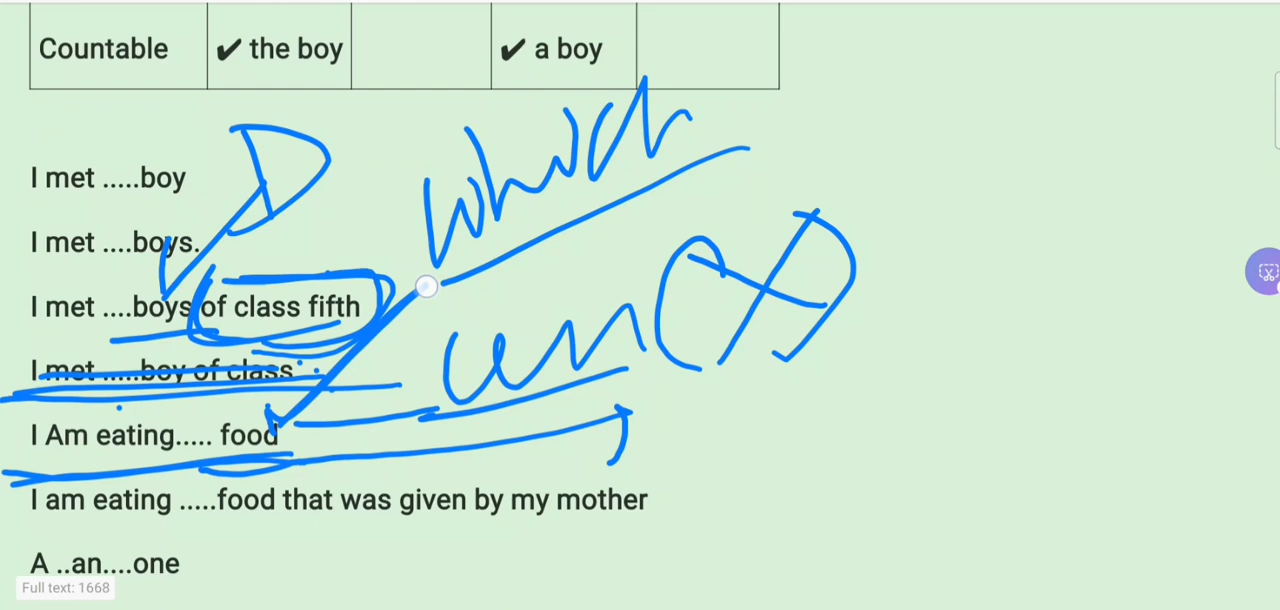 Countable ✔ the boy ✔ a boy
I met .....boy
I met ....boys.
I met ....boys of class fifth
I met .....boy of class
I Am eating..... food
I am eating .....food that was given by my mother
A ..an....one
Full text: 1668
D
which
(X)